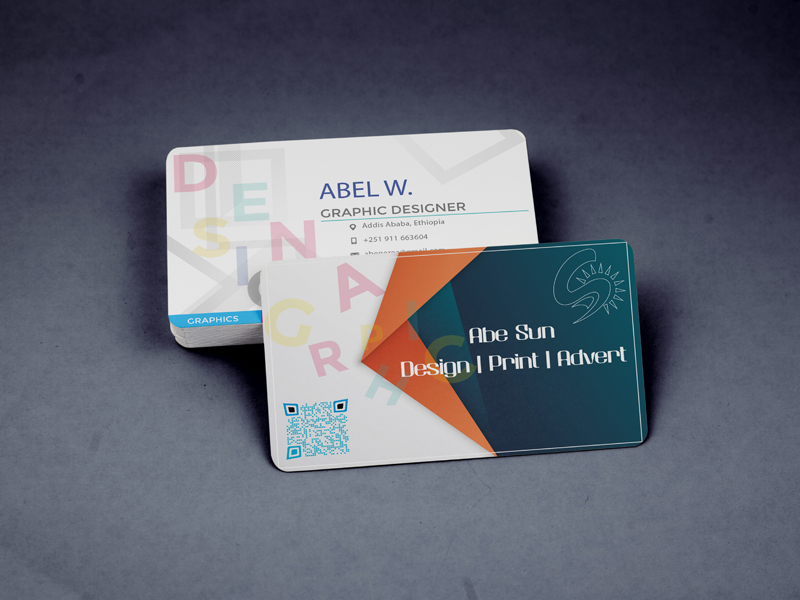 D
E
S
I N
ABEL W.
GRAPHIC DESIGNER
Addis Ababa, Ethiopia
+251 911 663604
GRAPHICS
G A
R P I
H G
Abe Sun
Design | Print | Advert